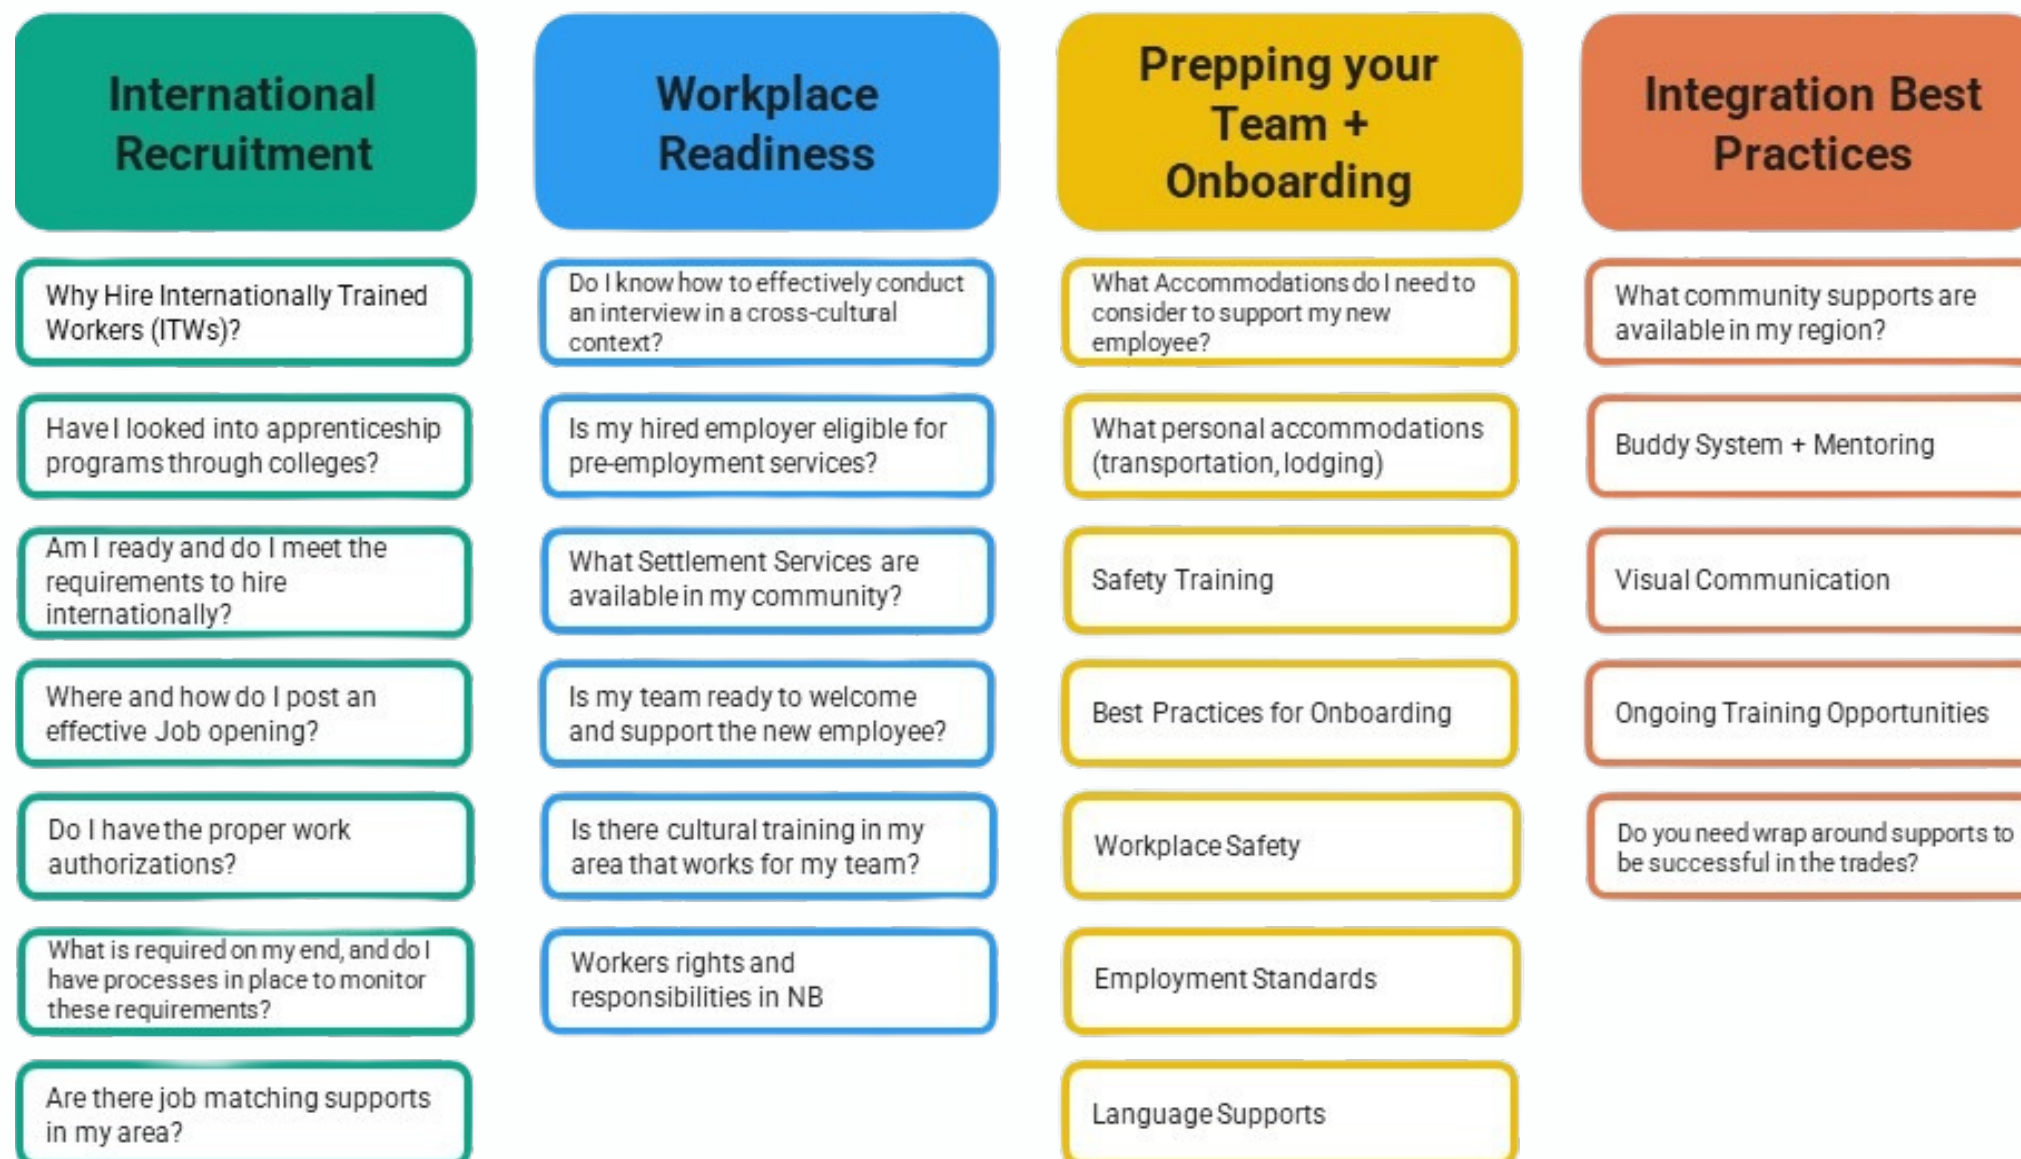 International
Recruitment
Why Hire Internationally Trained
Workers (ITWs)?
Have I looked into apprenticeship
programs through colleges?
Am I ready and do I meet the
requirements to hire
internationally?
Where and how do I post an
effective Job opening?
Do I have the proper work
authorizations?
What is required on my end, and do I
have processes in place to monitor
these requirements?
Are there job matching supports
in my area?
Workplace
Readiness
Do I know how to effectively conduct
an interview in a cross-cultural
context?
Is my hired employer eligible for
pre-employment services?
What Settlement Services are
available in my community?
Is my team ready to welcome
and support the new employee?
Is there cultural training in my
area that works for my team?
Workers rights and
responsibilities in NB
Prepping your
Team +
Onboarding
What Accommodations do I need to
consider to support my new
employee?
What personal accommodations
(transportation, lodging)
Safety Training
Best Practices for Onboarding
Workplace Safety
Employment Standards
Language Supports
Integration Best
Practices
What community supports are
available in my region?
Buddy System + Mentoring
Visual Communication
Ongoing Training Opportunities
Do you need wrap around supports to
be successful in the trades?